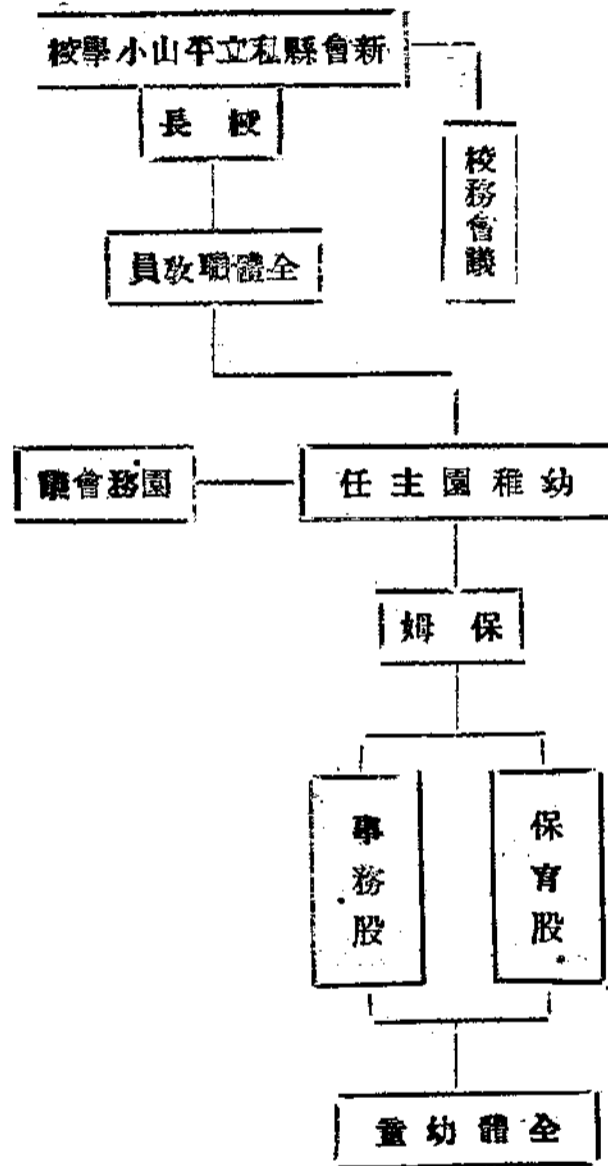 新會縣私立平山小學校
校長
校務會議
全體職教員
幼稚園主任
園務會議
保姆
保育股
事務股
全體幼童